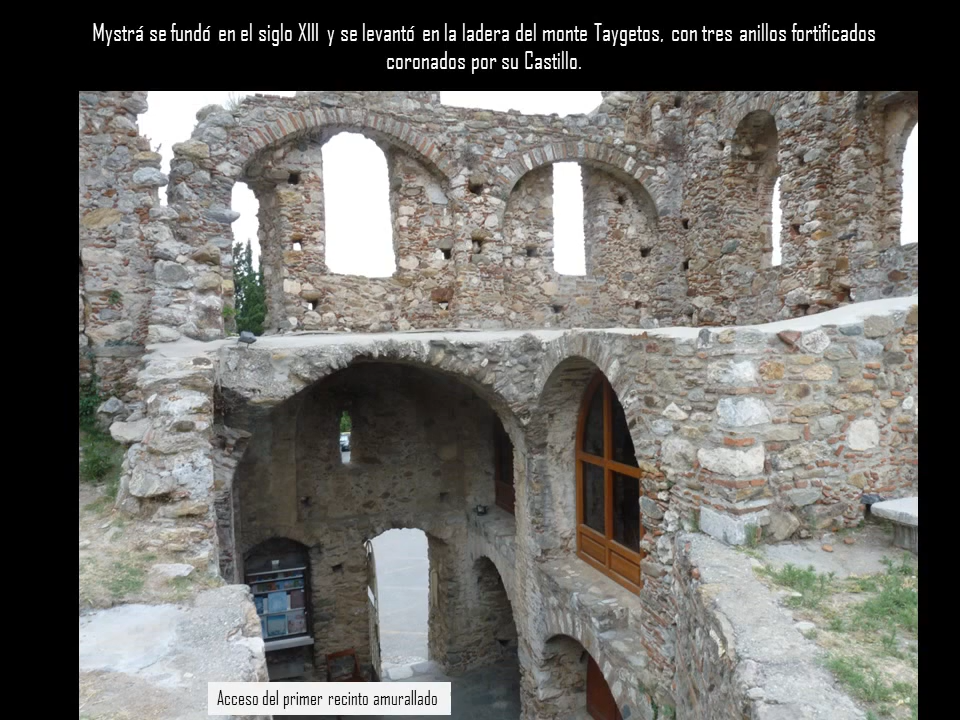 Mystrá se fundó en el siglo XIII y se levantó en la ladera del monte Taygetos, con tres anillos fortificados
coronados por su Castillo.
Acceso del primer recinto amurallado